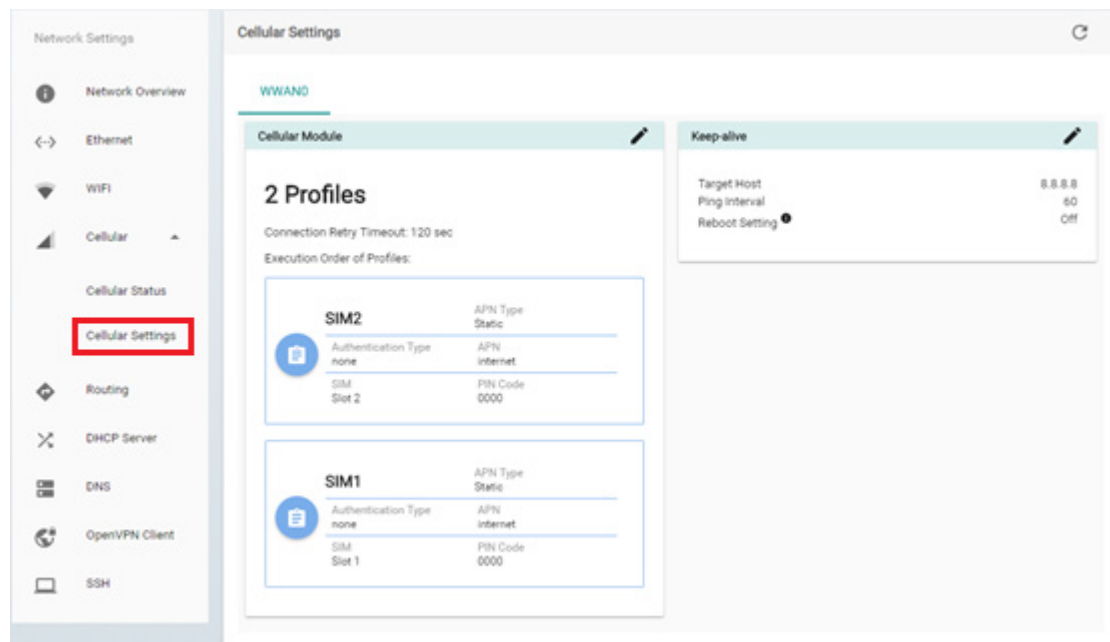 Network Settings
Network Overview
Ethernet
WIFI
Cellular
Cellular Status
Cellular Settings
Routing
DHCP Server
DNS
OpenVPN Client
SSH
Cellular Settings
WWAN0
Cellular Module
2 Profiles
Connection Retry Timeout: 120 sec
Execution Order of Profiles:
SIM2
APN Type
Static
Authentication Type
none
APN
internet
SIM
Slot 2
PIN Code
0000
SIM1
APN Type
Static
Authentication Type
none
APN
internet
SIM
Slot 1
PIN Code
0000
Keep-alive
Target Host 8.8.8.8
Ping Interval 60
Reboot Setting Off